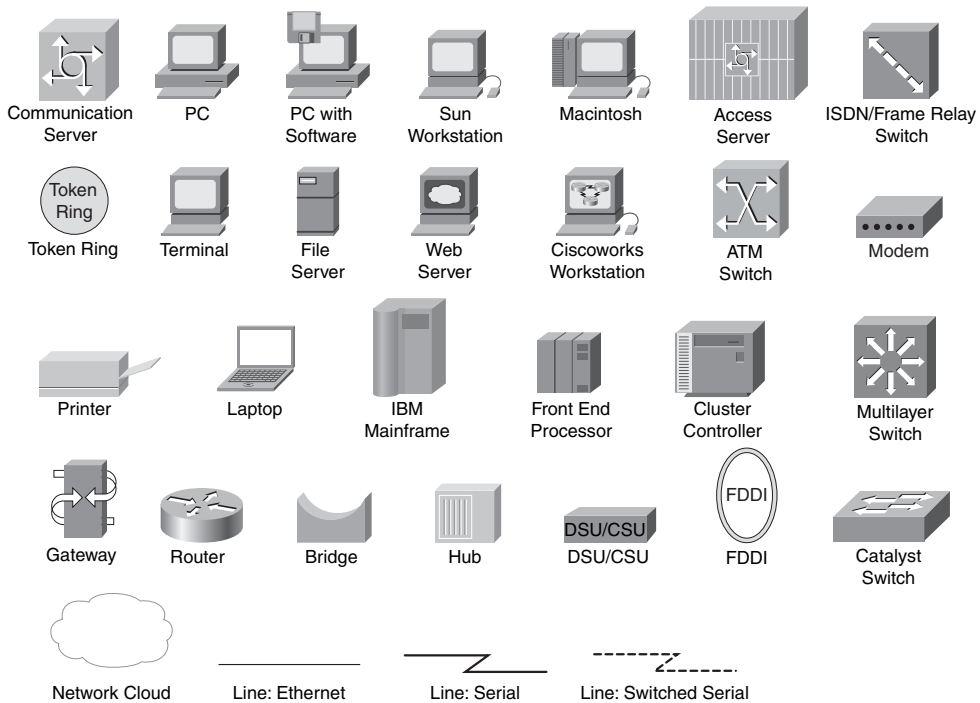 Communication
Server
PC
PC with
Software
Sun
Workstation
Macintosh
Access
Server
ISDN/Frame Relay
Switch
Token
Ring
Token Ring
Terminal
File
Server
Web
Server
Ciscoworks
Workstation
ATM
Switch
Modem
Printer
Laptop
IBM
Mainframe
Front End
Processor
Cluster
Controller
Multilayer
Switch
Gateway
Router
Bridge
Hub
DSU/CSU
DSU/CSU
FDDI
FDDI
Catalyst
Switch
Network Cloud
Line: Ethernet
Line: Serial
Line: Switched Serial